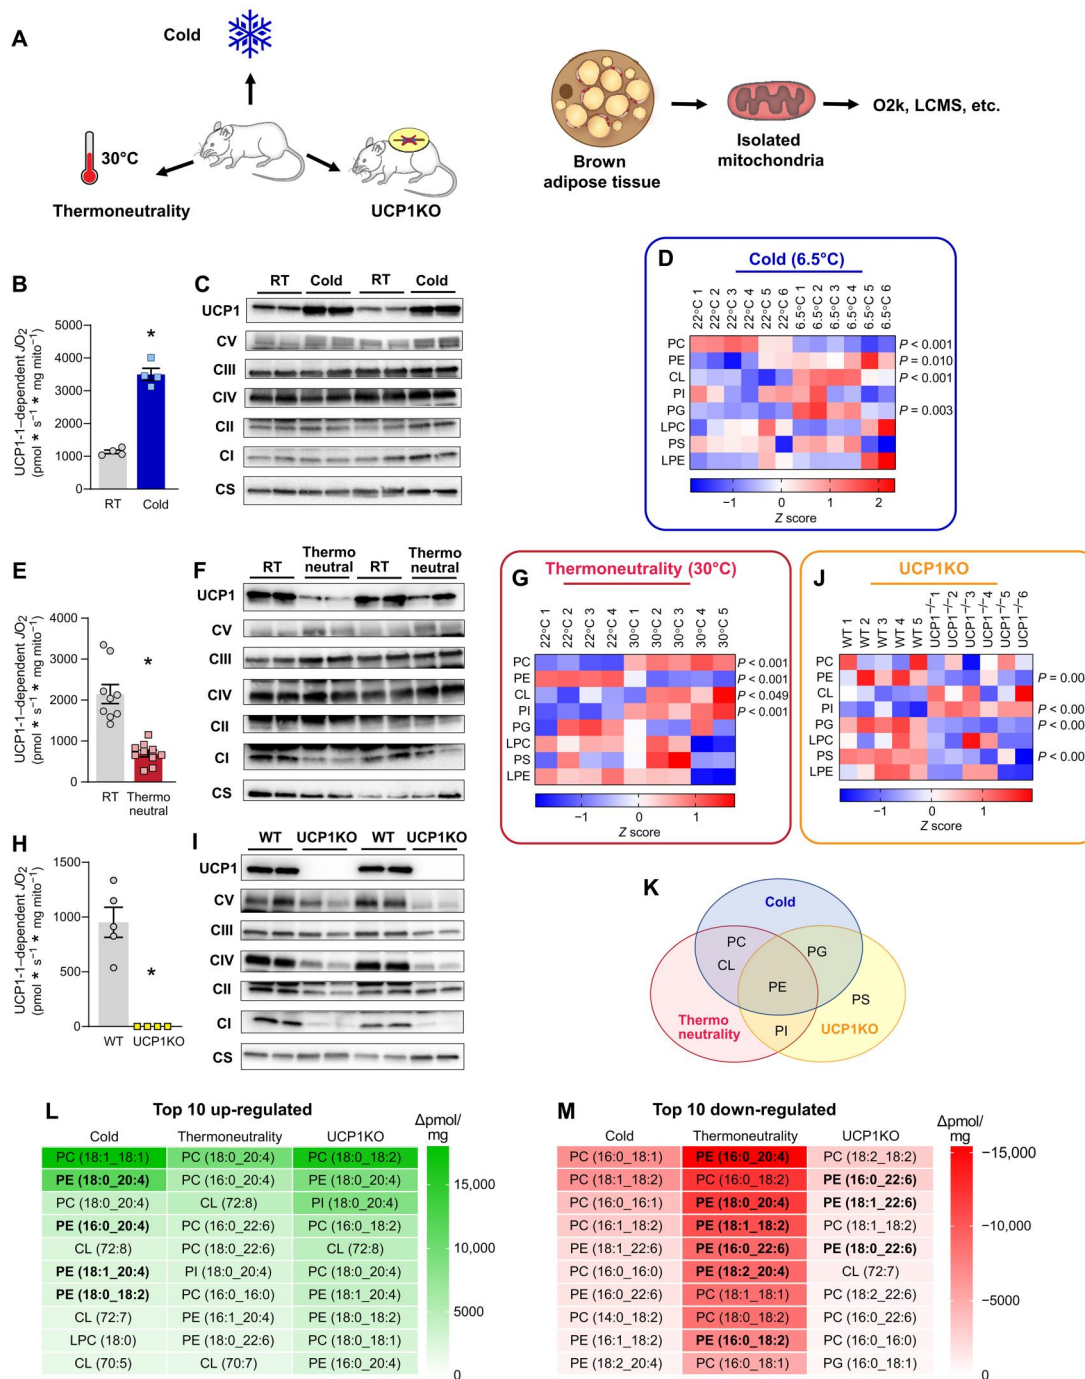 A
Cold
30°C
Thermoneutrality
UCP1KO
Brown
adipose tissue
Isolated
mitochondria
O2k, LCMS, etc.
B
UCP1-1–dependent JO2
(pmol * s−1 * mg mito−1)
5000
4000
3000
2000
1000
0
*
RT Cold
C
RT Cold RT Cold
UCP1
CV
CIII
CIV
CII
CI
CS
D
Cold (6.5°C)
22°C 1 22°C 2 22°C 3 22°C 4 22°C 5 22°C 6 6.5°C 1 6.5°C 2 6.5°C 3 6.5°C 4 6.5°C 5 6.5°C 6
PC P < 0.001
PE P = 0.010
CL P < 0.001
PI
PG P = 0.003
LPC
PS
LPE
−1 0 1 2
Z score
E
UCP1-1–dependent JO2
(pmol * s−1 * mg mito−1)
4000
3000
2000
1000
0
*
RT Thermo
neutral
F
RT Thermo
neutral RT Thermo
neutral
UCP1
CV
CIII
CIV
CII
CI
CS
G
Thermoneutrality (30°C)
22°C 1 22°C 2 22°C 3 22°C 4 30°C 1 30°C 2 30°C 3 30°C 4 30°C 5
PC P < 0.001
PE P < 0.001
CL P < 0.049
PI P < 0.001
PG
LPC
PS
LPE
−1 0 1
Z score
J
UCP1KO
WT 1 WT 2 WT 3 WT 4 WT 5 UCP1−/−1 UCP1−/−2 UCP1−/−3 UCP1−/−4 UCP1−/−5 UCP1−/−6
PC
PE P = 0.00
CL
PI P < 0.00
PG P < 0.00
LPC
PS P < 0.00
LPE
−1 0 1
Z score
H
UCP1-1–dependent JO2
(pmol * s−1 * mg mito−1)
1500
1000
500
0
*
WT UCP1KO
I
WT UCP1KO WT UCP1KO
UCP1
CV
CIII
CIV
CII
CI
CS
K
Cold
PC
CL
PG
PE
PS
Thermo
neutrality
PI
UCP1KO
L
Top 10 up-regulated
Δpmol/
mg
Cold Thermoneutrality UCP1KO
PC (18:1_18:1) PC (18:0_20:4) PC (18:0_18:2)
PE (18:0_20:4) PC (16:0_20:4) PE (18:0_20:4)
PC (18:0_20:4) CL (72:8) PI (18:0_20:4)
PE (16:0_20:4) PC (16:0_22:6) PC (16:0_18:2)
CL (72:8) PC (18:0_22:6) CL (72:8)
PE (18:1_20:4) PI (18:0_20:4) PC (18:0_20:4)
PE (18:0_18:2) PC (16:0_16:0) PE (18:1_20:4)
CL (72:7) PE (16:1_20:4) PE (18:0_18:2)
LPC (18:0) PE (18:0_22:6) PC (18:0_18:1)
CL (70:5) CL (70:7) PE (16:0_20:4)
15,000
10,000
5000
0
M
Top 10 down-regulated
Δpmol/
mg
Cold Thermoneutrality UCP1KO
PC (16:0_18:1) PE (16:0_20:4) PC (18:2_18:2)
PC (18:1_18:2) PC (16:0_18:2) PE (16:0_22:6)
PC (16:0_16:1) PE (18:0_20:4) PE (18:1_22:6)
PC (16:1_18:2) PE (18:1_18:2) PC (18:1_18:2)
PE (18:1_22:6) PE (16:0_22:6) PE (18:0_22:6)
PC (16:0_16:0) PE (18:2_20:4) CL (72:7)
PE (16:0_22:6) PC (18:1_18:1) PC (18:2_22:6)
PC (14:0_18:2) PC (18:0_18:2) PC (16:0_22:6)
PE (16:1_18:2) PE (16:0_18:2) PC (16:0_16:0)
PE (18:2_20:4) PC (16:0_18:1) PG (16:0_18:1)
−15,000
−10,000
−5000
0